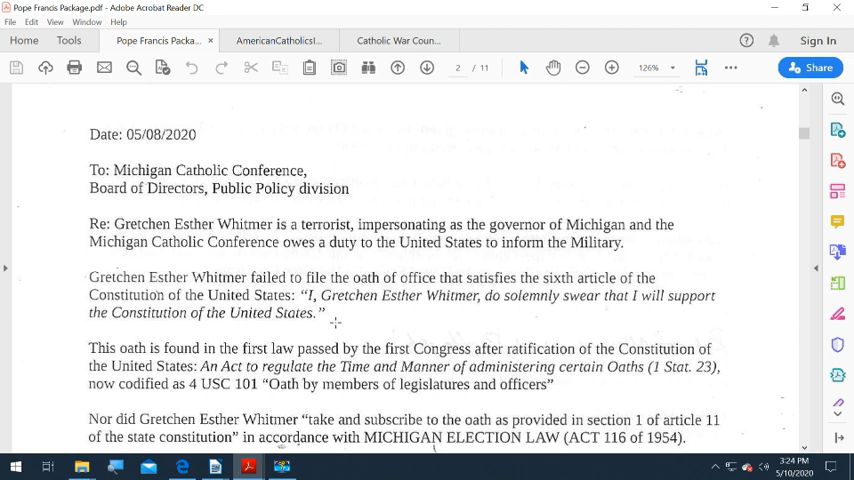 Pope Francis Package.pdf - Adobe Acrobat Reader DC
File Edit View Window Help
Home Tools Pope Francis Packa... × AmericanCatholicsI... Catholic War Coun... Sign In
2 / 11 126% Share
Date: 05/08/2020
To: Michigan Catholic Conference,
Board of Directors, Public Policy division
Re: Gretchen Esther Whitmer is a terrorist, impersonating as the governor of Michigan and the
Michigan Catholic Conference owes a duty to the United States to inform the Military.
Gretchen Esther Whitmer failed to file the oath of office that satisfies the sixth article of the
Constitution of the United States: “I, Gretchen Esther Whitmer, do solemnly swear that I will support
the Constitution of the United States.”
This oath is found in the first law passed by the first Congress after ratification of the Constitution of
the United States: An Act to regulate the Time and Manner of administering certain Oaths (1 Stat. 23),
now codified as 4 USC 101 “Oath by members of legislatures and officers”
Nor did Gretchen Esther Whitmer “take and subscribe to the oath as provided in section 1 of article 11
of the state constitution” in accordance with MICHIGAN ELECTION LAW (ACT 116 of 1954).
3:24 PM
5/10/2020